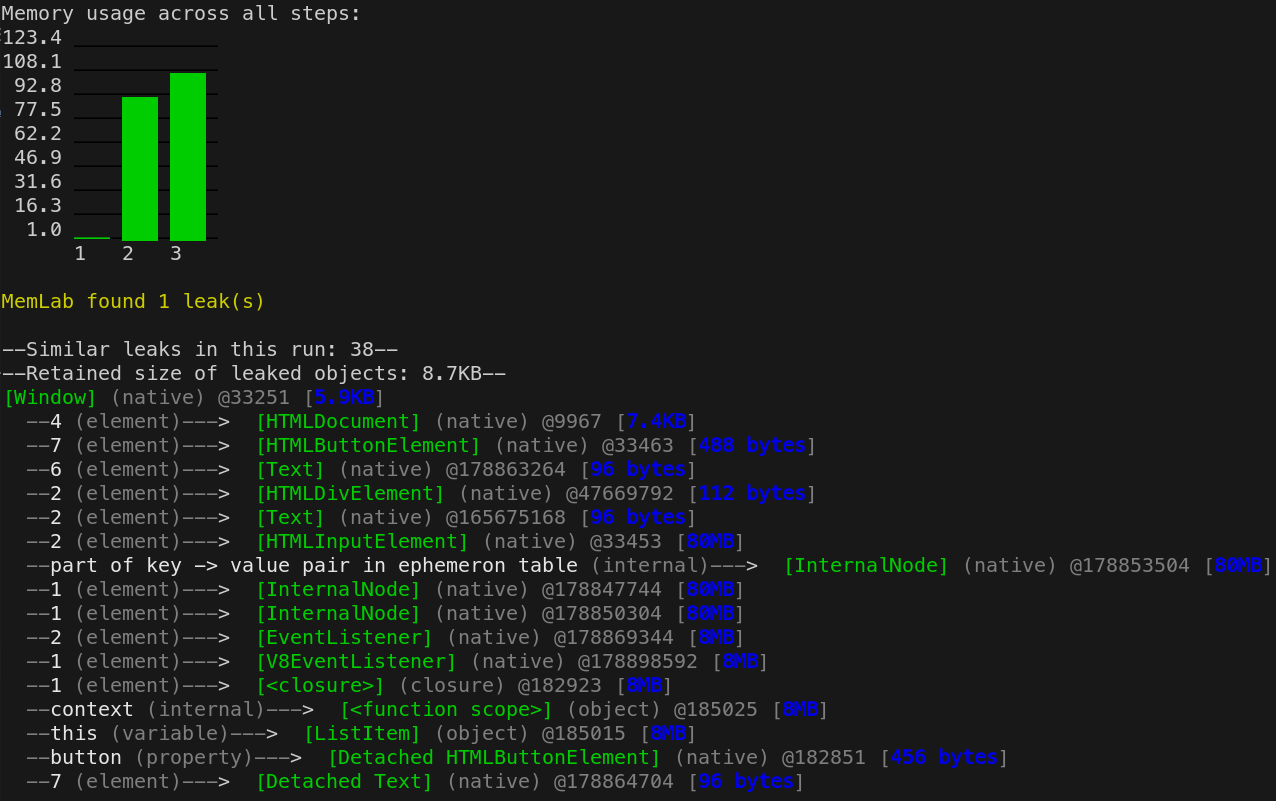 Memory usage across all steps:
123.4
108.1
92.8
77.5
62.2
46.9
31.6
16.3
1.0
1 2 3
MemLab found 1 leak(s)
--Similar leaks in this run: 38--
--Retained size of leaked objects: 8.7KB--
[Window] (native) @33251 [5.9KB]
--4 (element)---> [HTMLDocument] (native) @9967 [7.4KB]
--7 (element)---> [HTMLButtonElement] (native) @33463 [488 bytes]
--6 (element)---> [Text] (native) @178863264 [96 bytes]
--2 (element)---> [HTMLDivElement] (native) @47669792 [112 bytes]
--2 (element)---> [Text] (native) @165675168 [96 bytes]
--2 (element)---> [HTMLInputElement] (native) @33453 [80MB]
--part of key -> value pair in ephemeron table (internal)---> [InternalNode] (native) @178853504 [80MB]
--1 (element)---> [InternalNode] (native) @178847744 [80MB]
--1 (element)---> [InternalNode] (native) @178850304 [80MB]
--2 (element)---> [EventListener] (native) @178869344 [8MB]
--1 (element)---> [V8EventListener] (native) @178898592 [8MB]
--1 (element)---> [<closure>] (closure) @182923 [8MB]
--context (internal)---> [<function scope>] (object) @185025 [8MB]
--this (variable)---> [ListItem] (object) @185015 [8MB]
--button (property)---> [Detached HTMLButtonElement] (native) @182851 [456 bytes]
--7 (element)---> [Detached Text] (native) @178864704 [96 bytes]